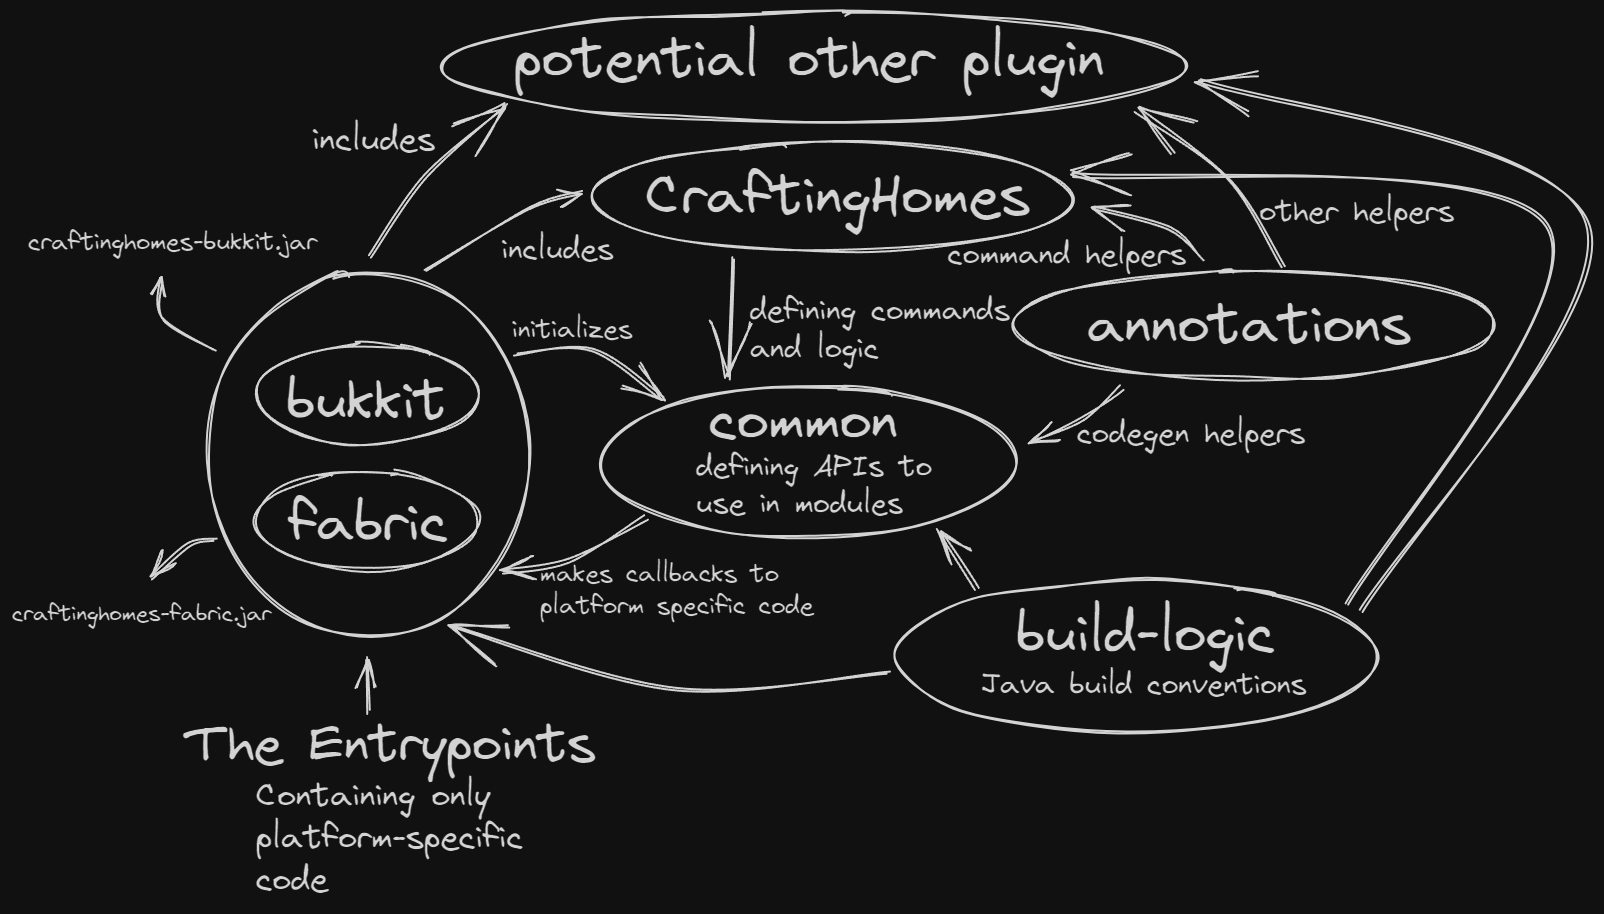 potential other plugin
includes
CraftingHomes
other helpers
craftinghomes-bukkit.jar
includes
command helpers
initializes
defining commands
and logic
annotations
bukkit
common
defining APIs to
use in modules
codegen helpers
fabric
makes callbacks to
platform specific code
craftinghomes-fabric.jar
build-logic
Java build conventions
The Entrypoints
Containing only
platform-specific
code